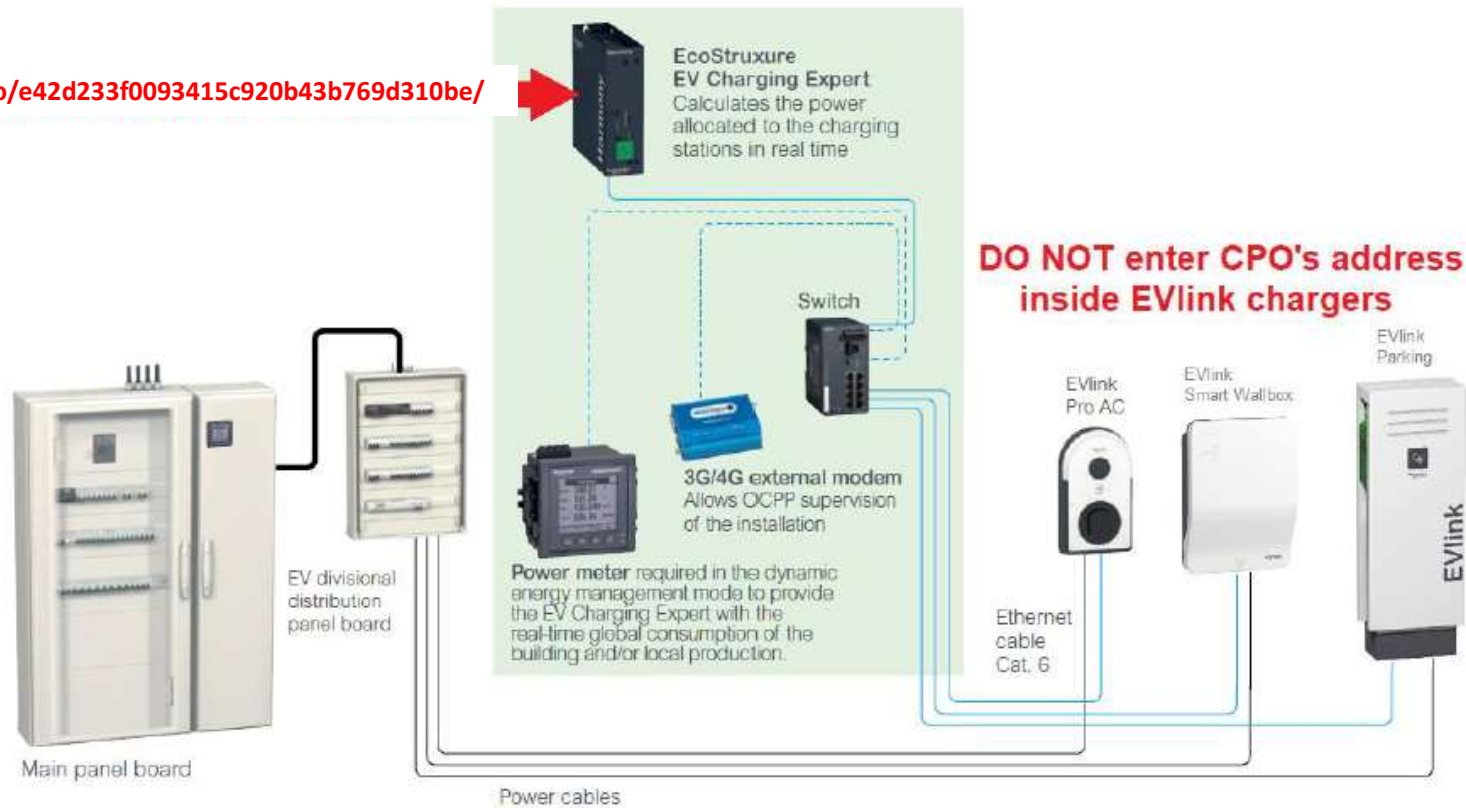 o/e42d233f0093415c920b43b769d310be/
EcoStruxure
EV Charging Expert
Calculates the power
allocated to the charging
stations in real time
Harmony
DO NOT enter CPO's address
inside EVlink chargers
Switch
EVlink
Pro AC
EVlink
Smart Wallbox
EVlink
Parking
EVlink
3G/4G external modem
Allows OCPP supervision
of the installation
Power meter required in the dynamic
energy management mode to provide
the EV Charging Expert with the
real-time global consumption of the
building and/or local production.
EV divisional
distribution
panel board
Ethernet
cable
Cat. 6
Main panel board
Power cables